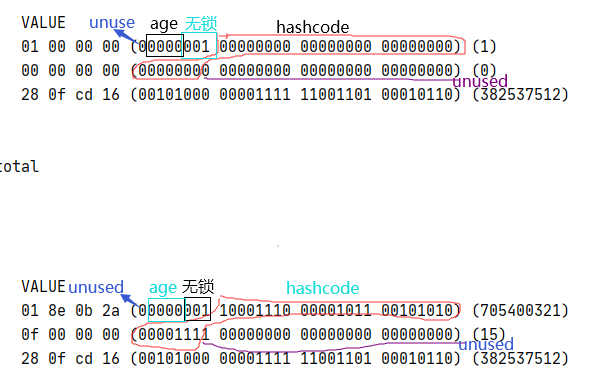 unuse age 无锁 hashcode
VALUE
01 00 00 00 (00000001 00000000 00000000 00000000) (1)
00 00 00 00 (00000000 00000000 00000000 00000000) (0)
unused
28 0f cd 16 (00101000 00001111 11001101 00010110) (382537512)
total
VALUE unused age 无锁 hashcode
01 8e 0b 2a (00000001 10001110 00001011 00101010) (705400321)
0f 00 00 00 (00001111 00000000 00000000 00000000) (15)
unused
28 0f cd 16 (00101000 00001111 11001101 00010110) (382537512)